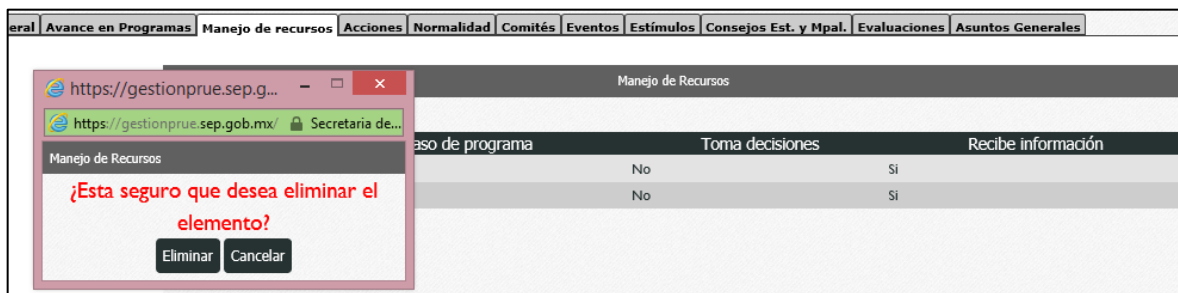 eral Avance en Programas Manejo de recursos Acciones Normalidad Comités Eventos Estímulos Consejos Est. y Mpal. Evaluaciones Asuntos Generales
Manejo de Recursos
https://gestionprue.sep.g...
https://gestionprue.sep.gob.mx/ Secretaria de...
Manejo de Recursos
¿Esta seguro que desea eliminar el
elemento?
Eliminar Cancelar
aso de programa Toma decisiones Recibe información
No Si
No Si